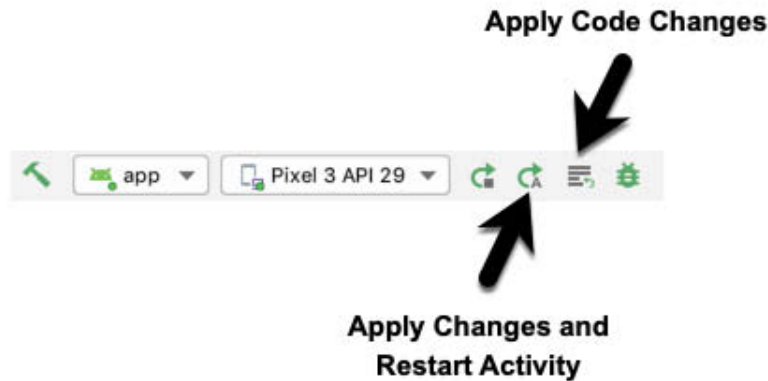 Apply Code Changes
app
Pixel 3 API 29
A
Apply Changes and
Restart Activity